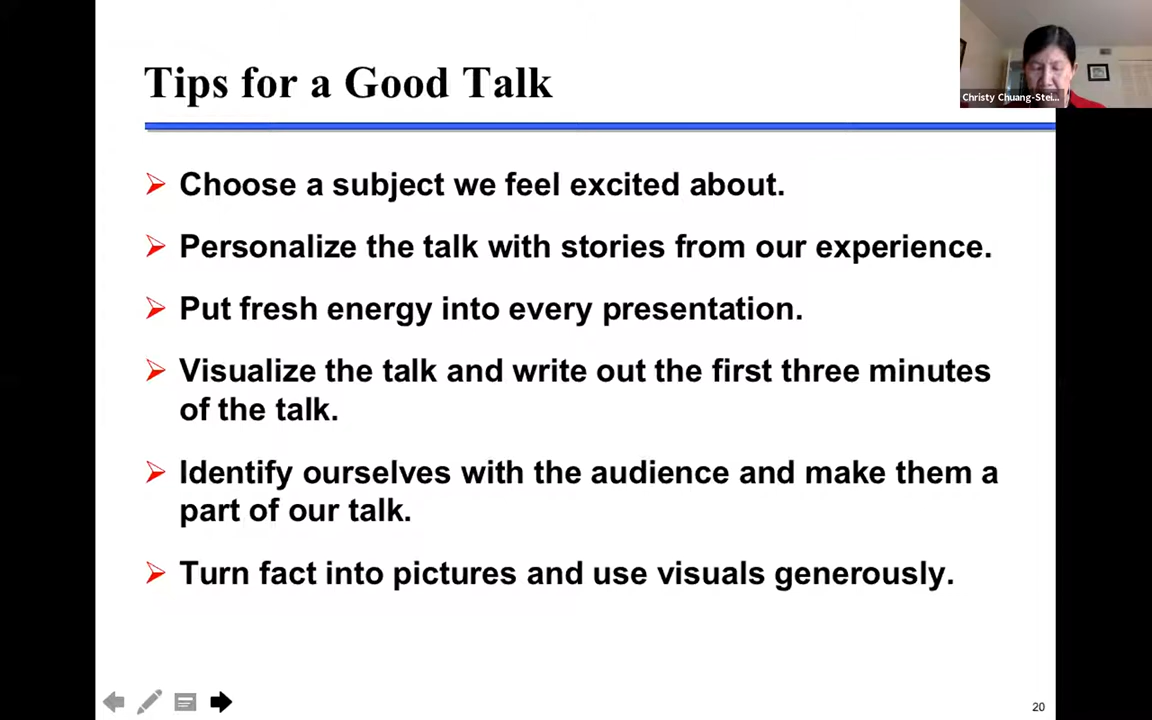 Tips for a Good Talk
Christy Chuang-Stei...
Choose a subject we feel excited about.
Personalize the talk with stories from our experience.
Put fresh energy into every presentation.
Visualize the talk and write out the first three minutes
of the talk.
Identify ourselves with the audience and make them a
part of our talk.
Turn fact into pictures and use visuals generously.
20